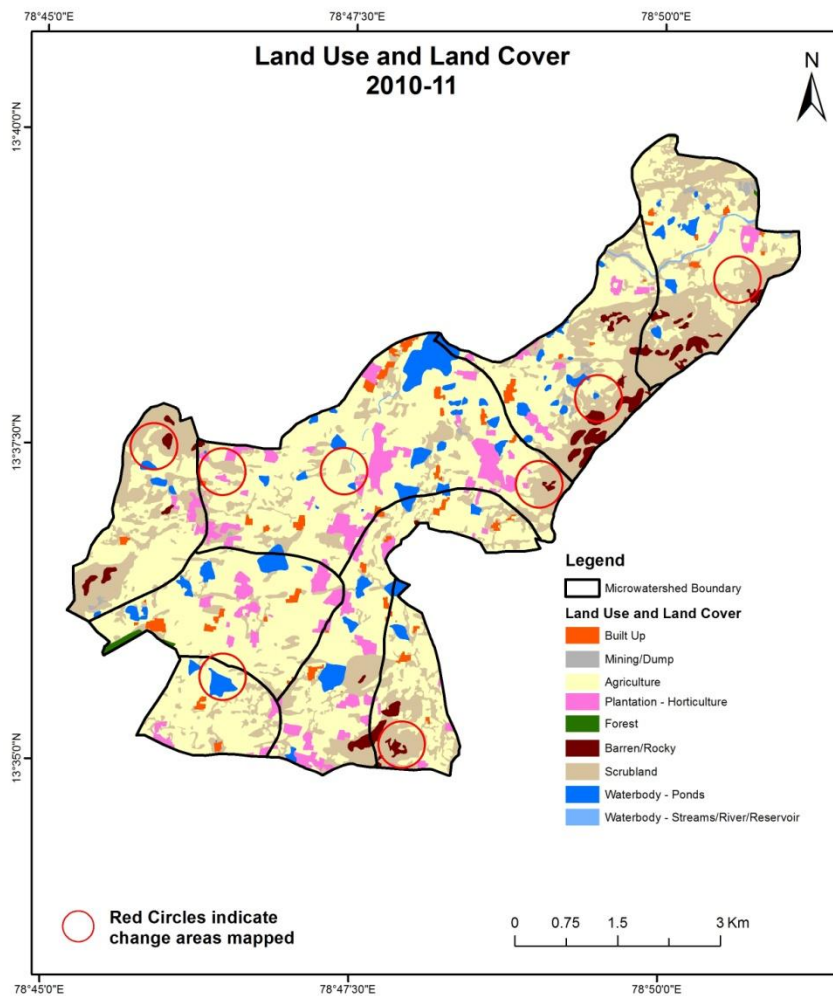 78°45'0"E 78°47'30"E 78°50'0"E
Land Use and Land Cover
2010-11
N
13°40'0"N
13°37'30"N
13°35'0"N
Legend
Microwatershed Boundary
Land Use and Land Cover
Built Up
Mining/Dump
Agriculture
Plantation - Horticulture
Forest
Barren/Rocky
Scrubland
Waterbody - Ponds
Waterbody - Streams/River/Reservoir
Red Circles indicate
change areas mapped
0 0.75 1.5 3 Km
78°45'0"E 78°47'30"E 78°50'0"E